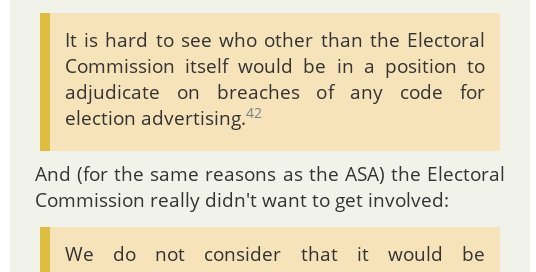 It is hard to see who other than the Electoral
Commission itself would be in a position to
adjudicate on breaches of any code for
election advertising.42
And (for the same reasons as the ASA) the Electoral
Commission really didn't want to get involved:
We do not consider that it would be